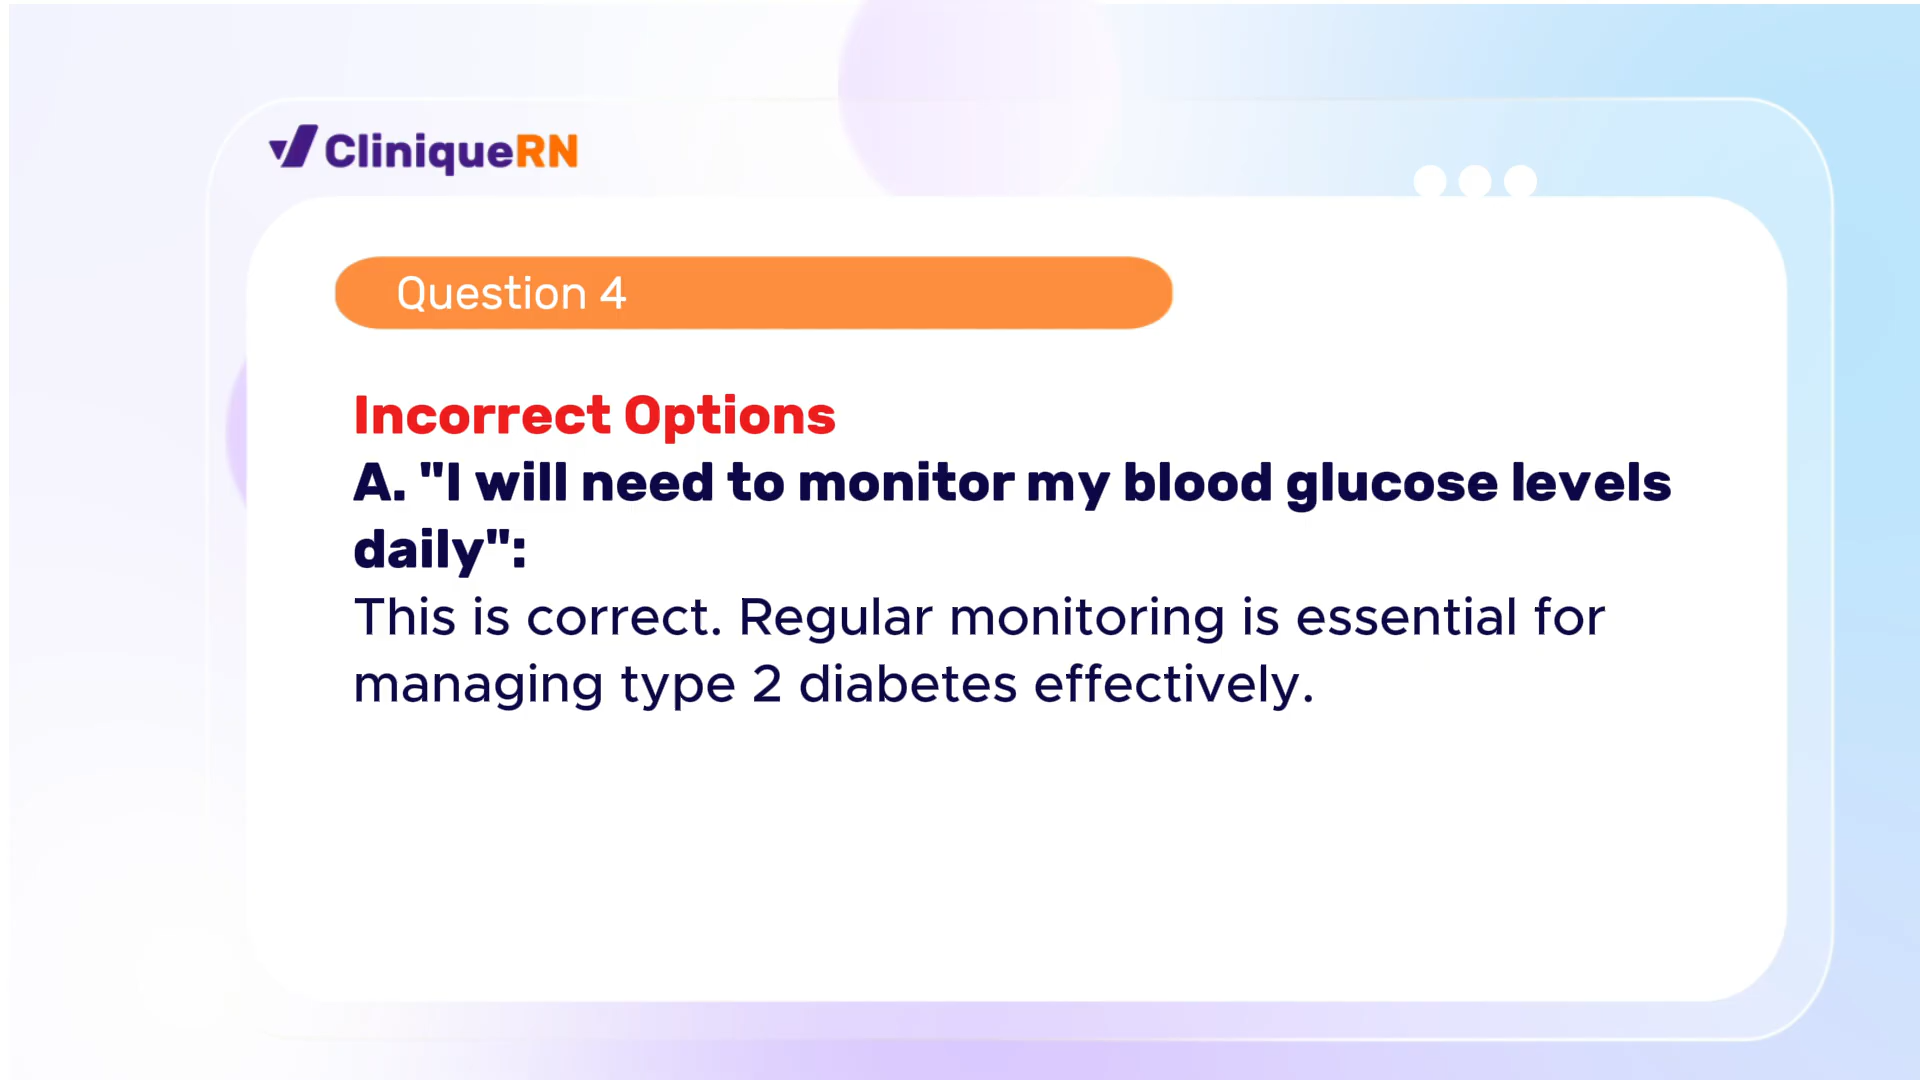 CliniqueRN
Question 4
Incorrect Options
A. "I will need to monitor my blood glucose levels
daily":
This is correct. Regular monitoring is essential for
managing type 2 diabetes effectively.